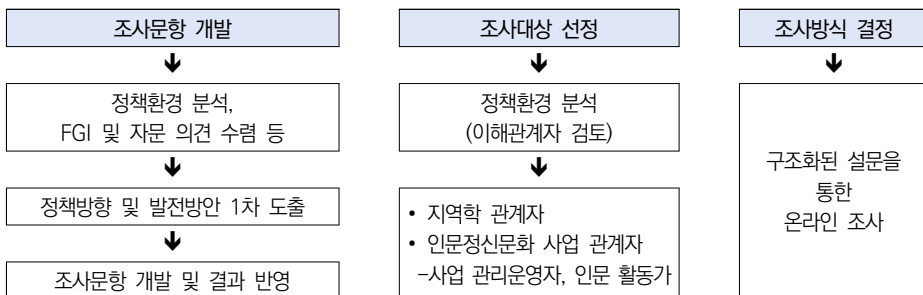 조사문항 개발
정책환경 분석,
FGI 및 자문 의견 수렴 등
정책방향 및 발전방안 1차 도출
조사문항 개발 및 결과 반영
조사대상 선정
정책환경 분석
(이해관계자 검토)
• 지역학 관계자
• 인문정신문화 사업 관계자
-사업 관리운영자, 인문 활동가
조사방식 결정
구조화된 설문을
통한
온라인 조사